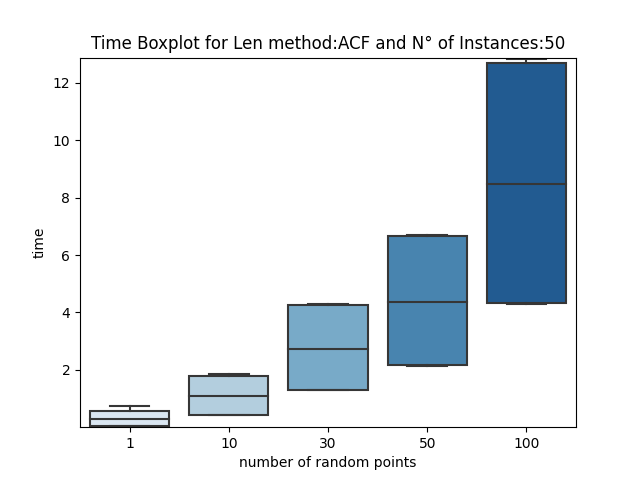 Time Boxplot for Len method:ACF and N° of Instances:50
12
10
8
6
4
2
time
1 10 30 50 100
number of random points